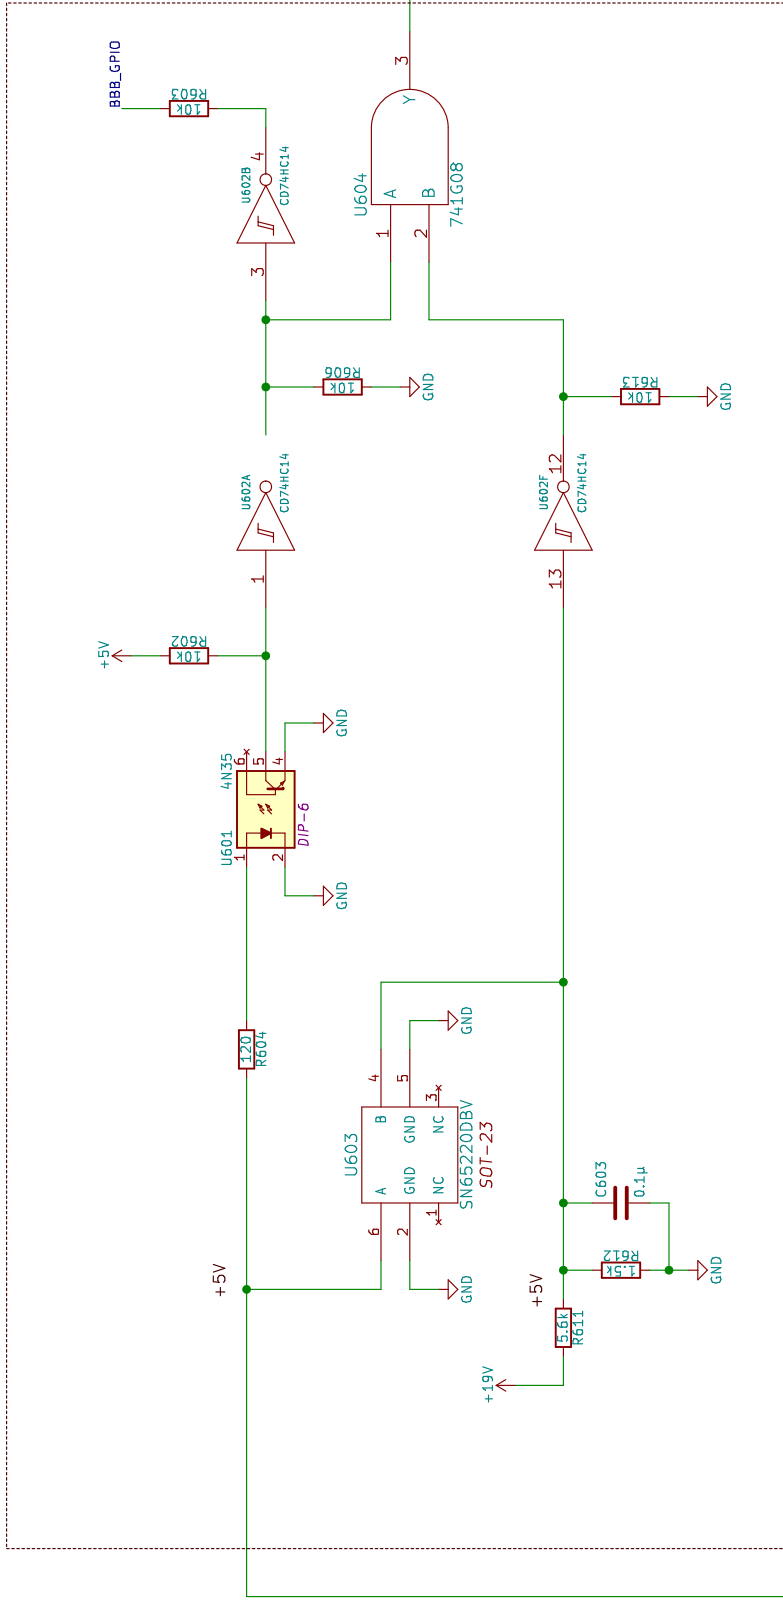 BBB_GPIO
R603
10k
3
Y
4
U602B
CD74HC14
U604
A
B
741G08
1
2
3
R606
10k
GND
R613
10k
GND
U602A
CD74HC14
12
U602F
CD74HC14
1
13
+5V
R602
10k
GND
4N35
6
5
4
U601
DIP-6
1
2
GND
120
R604
GND
4
5
3
B
GND
NC
U603
SN65220DBV
SOT-23
A
GND
NC
6
2
1
C603
0.1µ
+5V
GND
R612
1.5k
GND
+5V
5.6k
R611
+19V